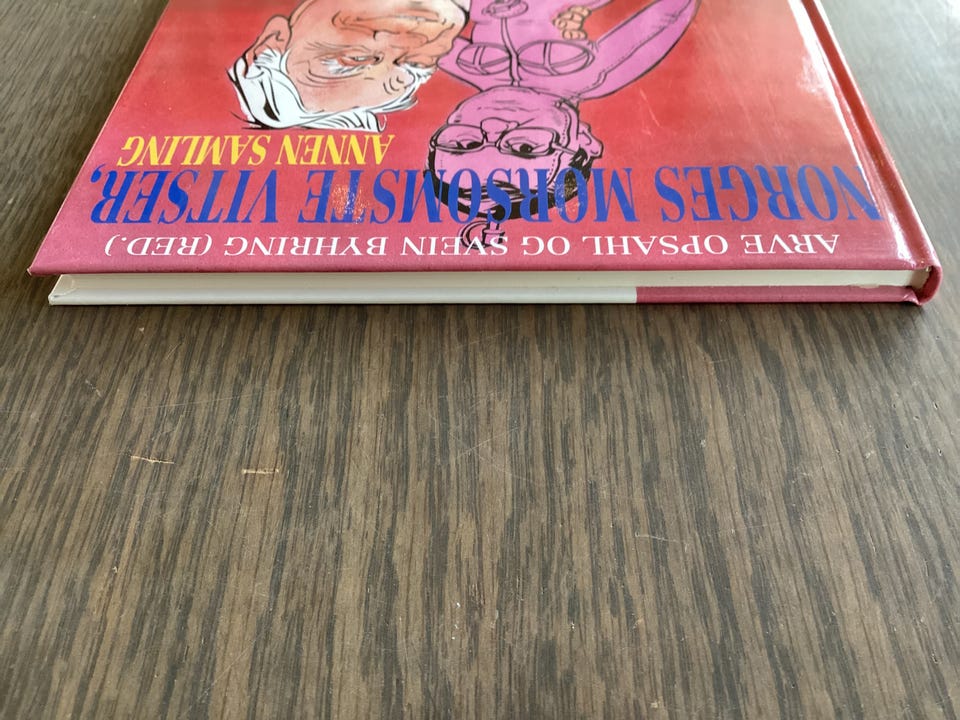 ARVE OPSAHL OG SVEIN BYHRING (RED.)
NORGES MORSOMSTE VITSER,
ANNEN SAMLING